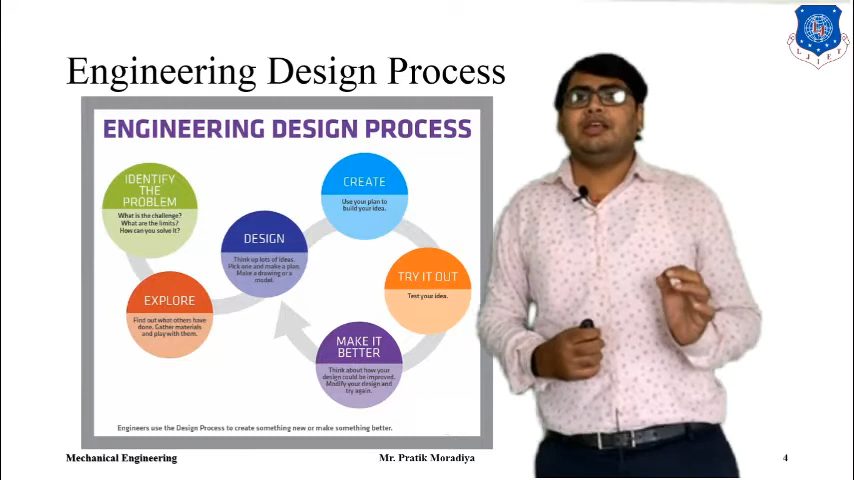 Engineering Design Process
ENGINEERING DESIGN PROCESS
IDENTIFY
THE
PROBLEM
What is the challenge?
What are the limits?
How can you solve it?
EXPLORE
Find out what others have
done. Gather materials
and play with them.
DESIGN
Think up lots of ideas.
Pick one and make a plan.
Make a drawing or a
model.
CREATE
Use your plan to
build your idea.
TRY IT OUT
Test your idea.
MAKE IT
BETTER
Think about how your
design could be improved.
Modify your design and
try again.
Engineers use the Design Process to create something new or make something better.
Mechanical Engineering
Mr. Pratik Moradiya
4
LJIET